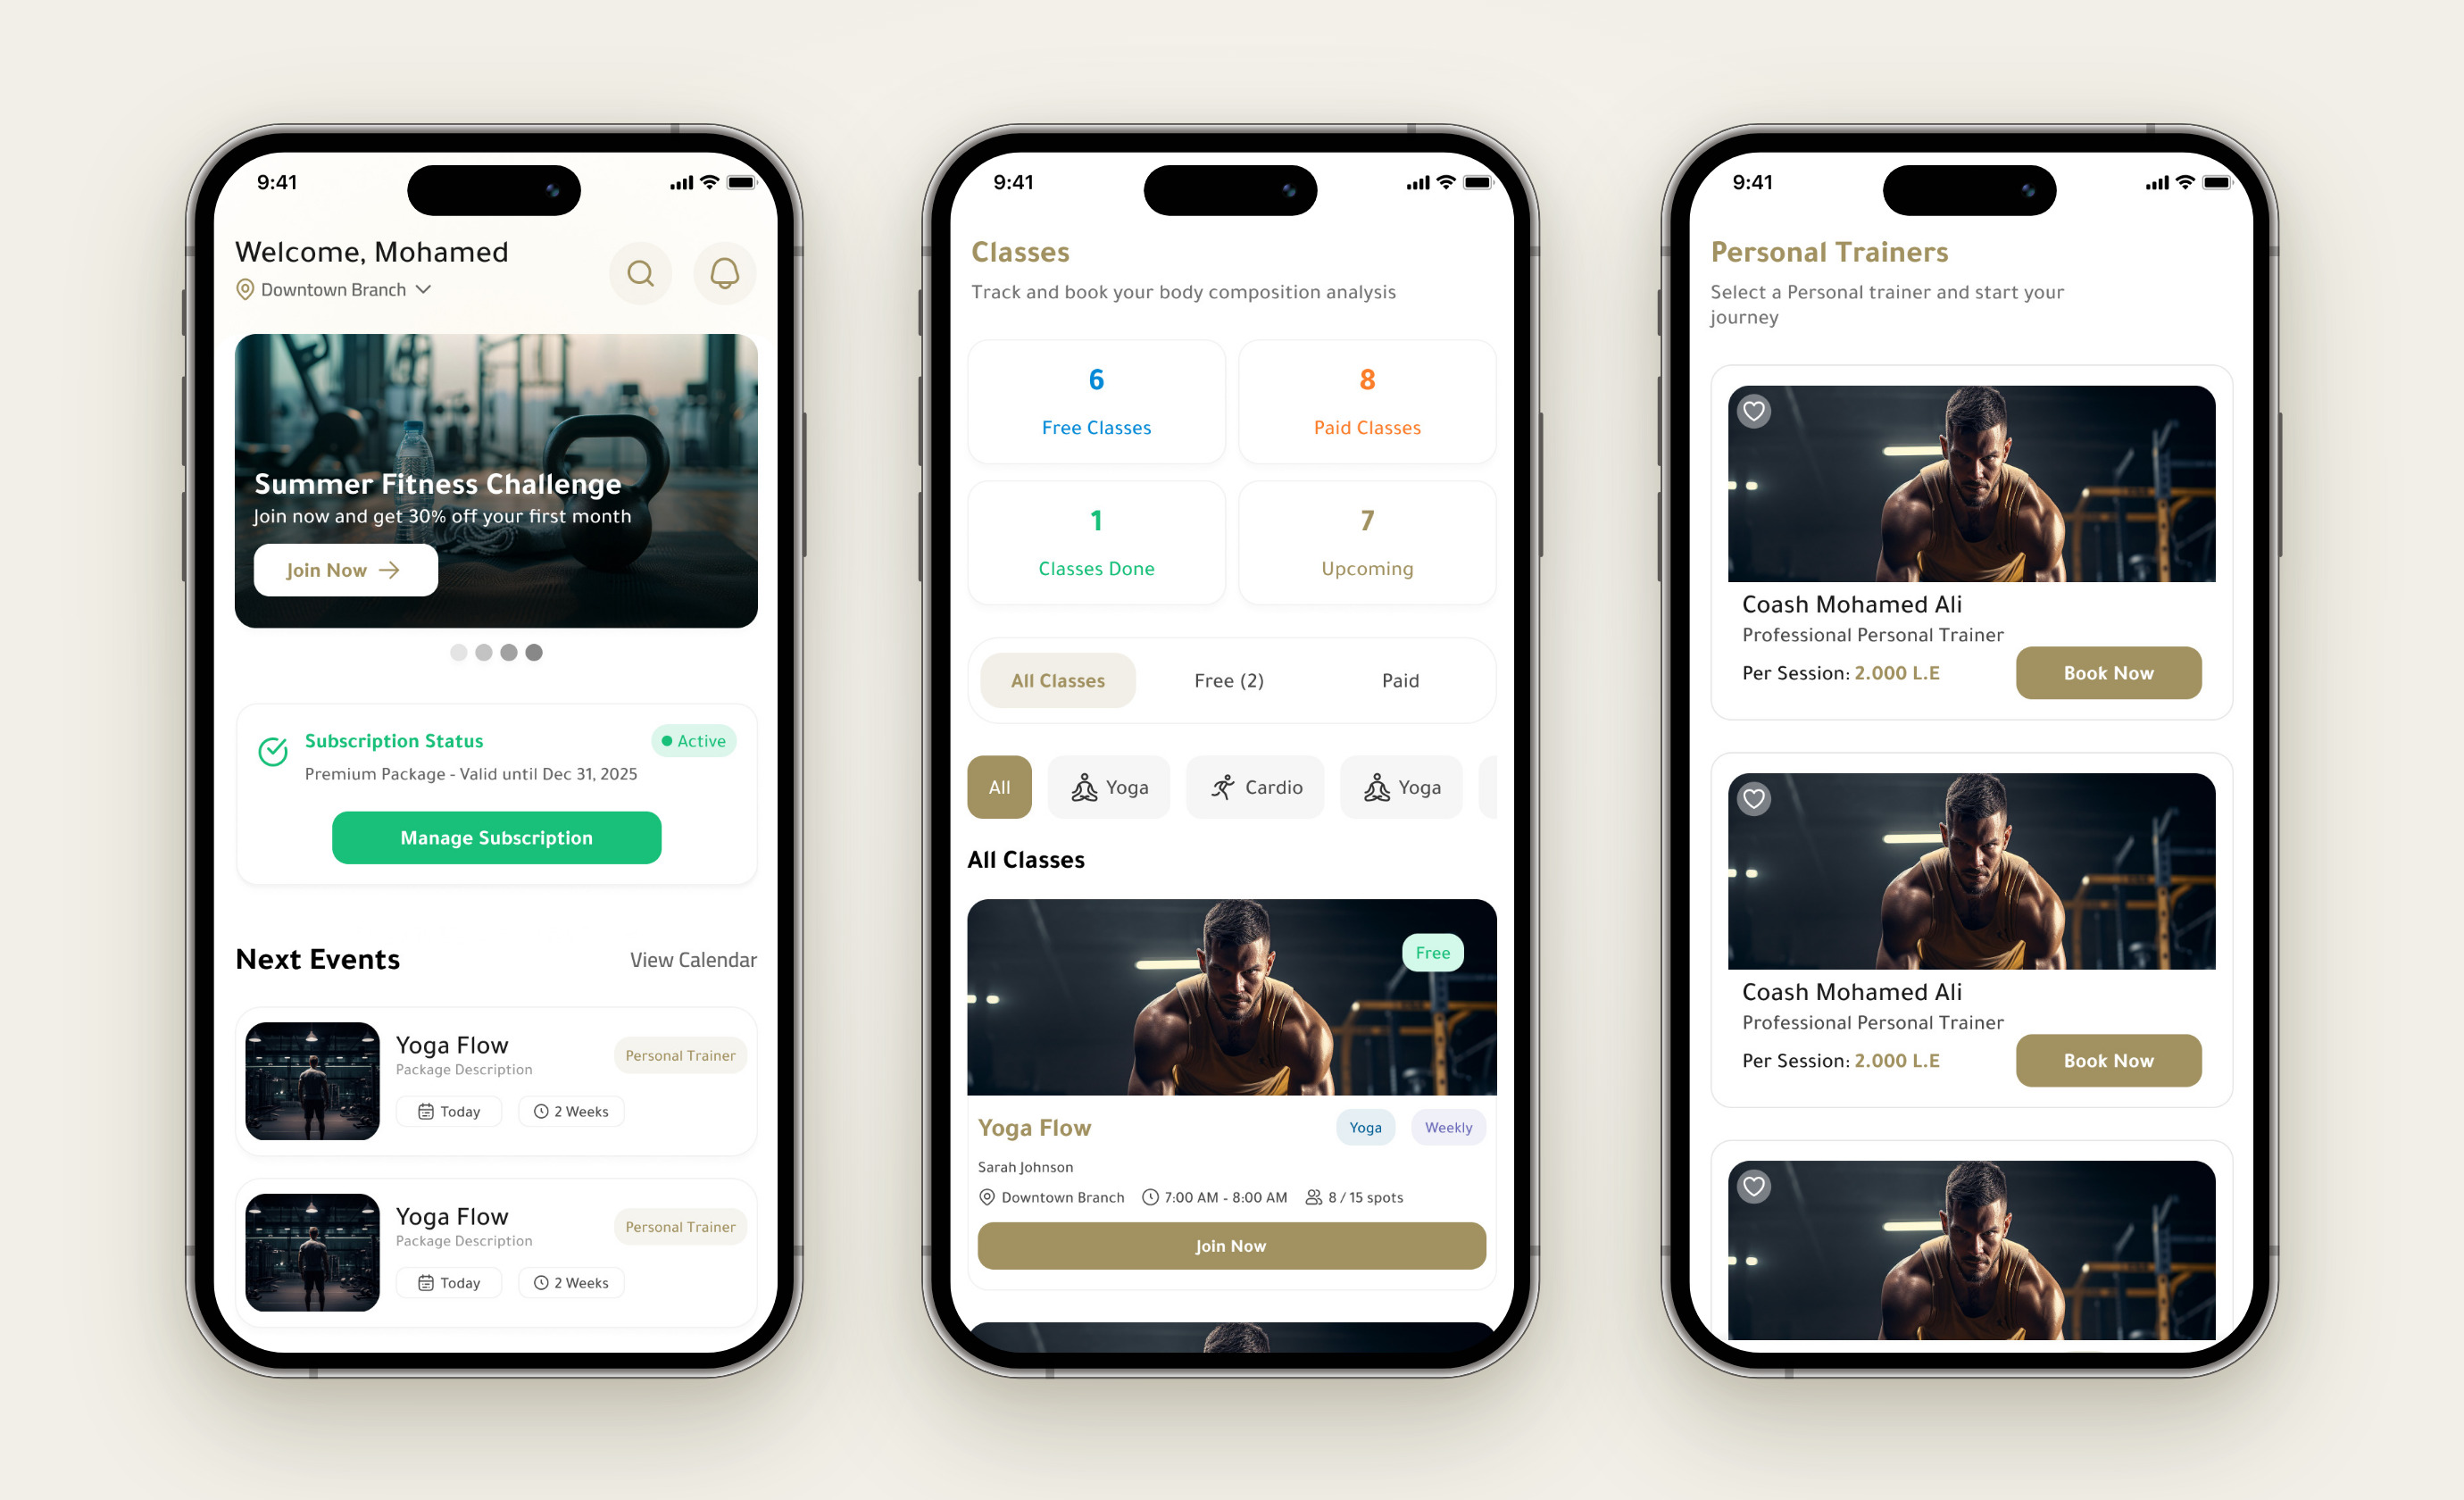 9:41
Welcome, Mohamed
Downtown Branch
Summer Fitness Challenge
Join now and get 30% off your first month
Join Now
Subscription Status
Active
Premium Package - Valid until Dec 31, 2025
Manage Subscription
Next Events
View Calendar
Yoga Flow
Package Description
Personal Trainer
Today
2 Weeks
Yoga Flow
Package Description
Personal Trainer
Today
2 Weeks
9:41
Classes
Track and book your body composition analysis
6
Free Classes
8
Paid Classes
1
Classes Done
7
Upcoming
All Classes
Free (2)
Paid
All
Yoga
Cardio
Yoga
All Classes
Free
Yoga Flow
Yoga
Weekly
Sarah Johnson
Downtown Branch
7:00 AM - 8:00 AM
8 / 15 spots
Join Now
9:41
Personal Trainers
Select a Personal trainer and start your
journey
Coash Mohamed Ali
Professional Personal Trainer
Per Session: 2.000 L.E
Book Now
Coash Mohamed Ali
Professional Personal Trainer
Per Session: 2.000 L.E
Book Now